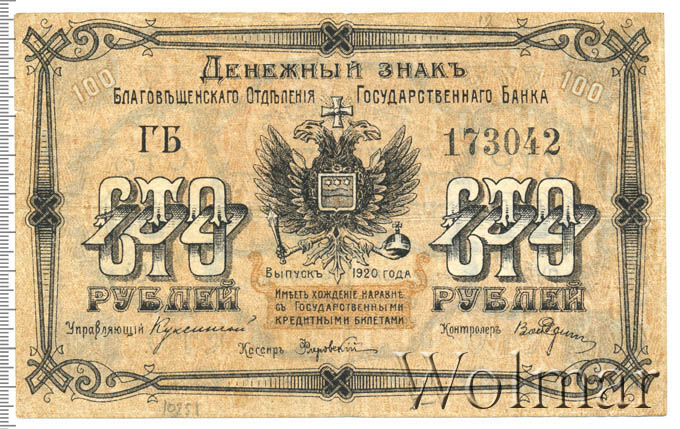 Денежный знакъ
100 100
Благовѣщенскаго Отдѣленія Государственнаго Банка
ГБ 173042
СТО СТО
РУБЛЕЙ РУБЛЕЙ
Выпускъ 1920 года
Имѣетъ хожденіе наравнѣ
съ Государственными
кредитными билетами
Управляющій Контролеръ
Кассиръ
Wolmar
10251